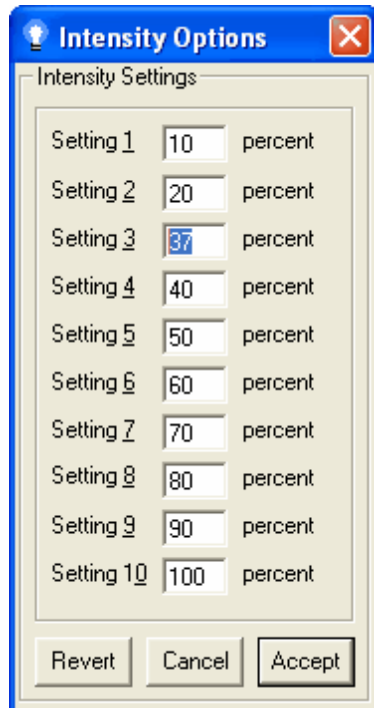 Intensity Options
Intensity Settings
Setting 1 10 percent
Setting 2 20 percent
Setting 3 37 percent
Setting 4 40 percent
Setting 5 50 percent
Setting 6 60 percent
Setting 7 70 percent
Setting 8 80 percent
Setting 9 90 percent
Setting 10 100 percent
Revert Cancel Accept